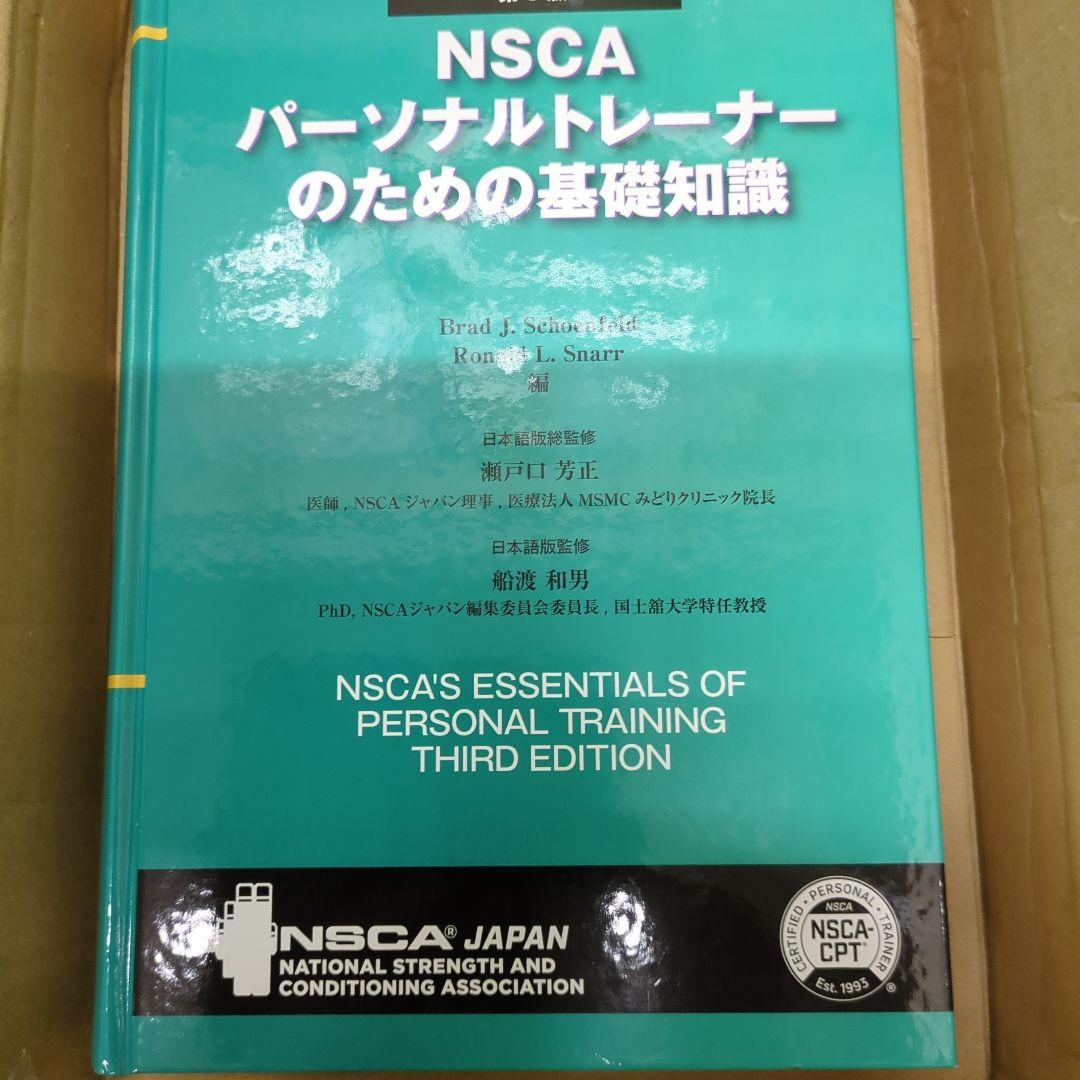 NSCA
パーソナルトレーナー
のための基礎知識
Brad J. Schoenfeld
Ronald L. Snarr
編
日本語版総監修
瀬戸口 芳正
医師, NSCA ジャパン理事, 医療法人 MSMC みどりクリニック院長
日本語版監修
船渡 和男
PhD, NSCAジャパン編集委員会委員長, 国士舘大学特任教授
NSCA'S ESSENTIALS OF
PERSONAL TRAINING
THIRD EDITION
NSCA® JAPAN
NATIONAL STRENGTH AND
CONDITIONING ASSOCIATION
CERTIFIED • PERSONAL • TRAINER
NSCA
NSCA-
CPT®
Est. 1993
®